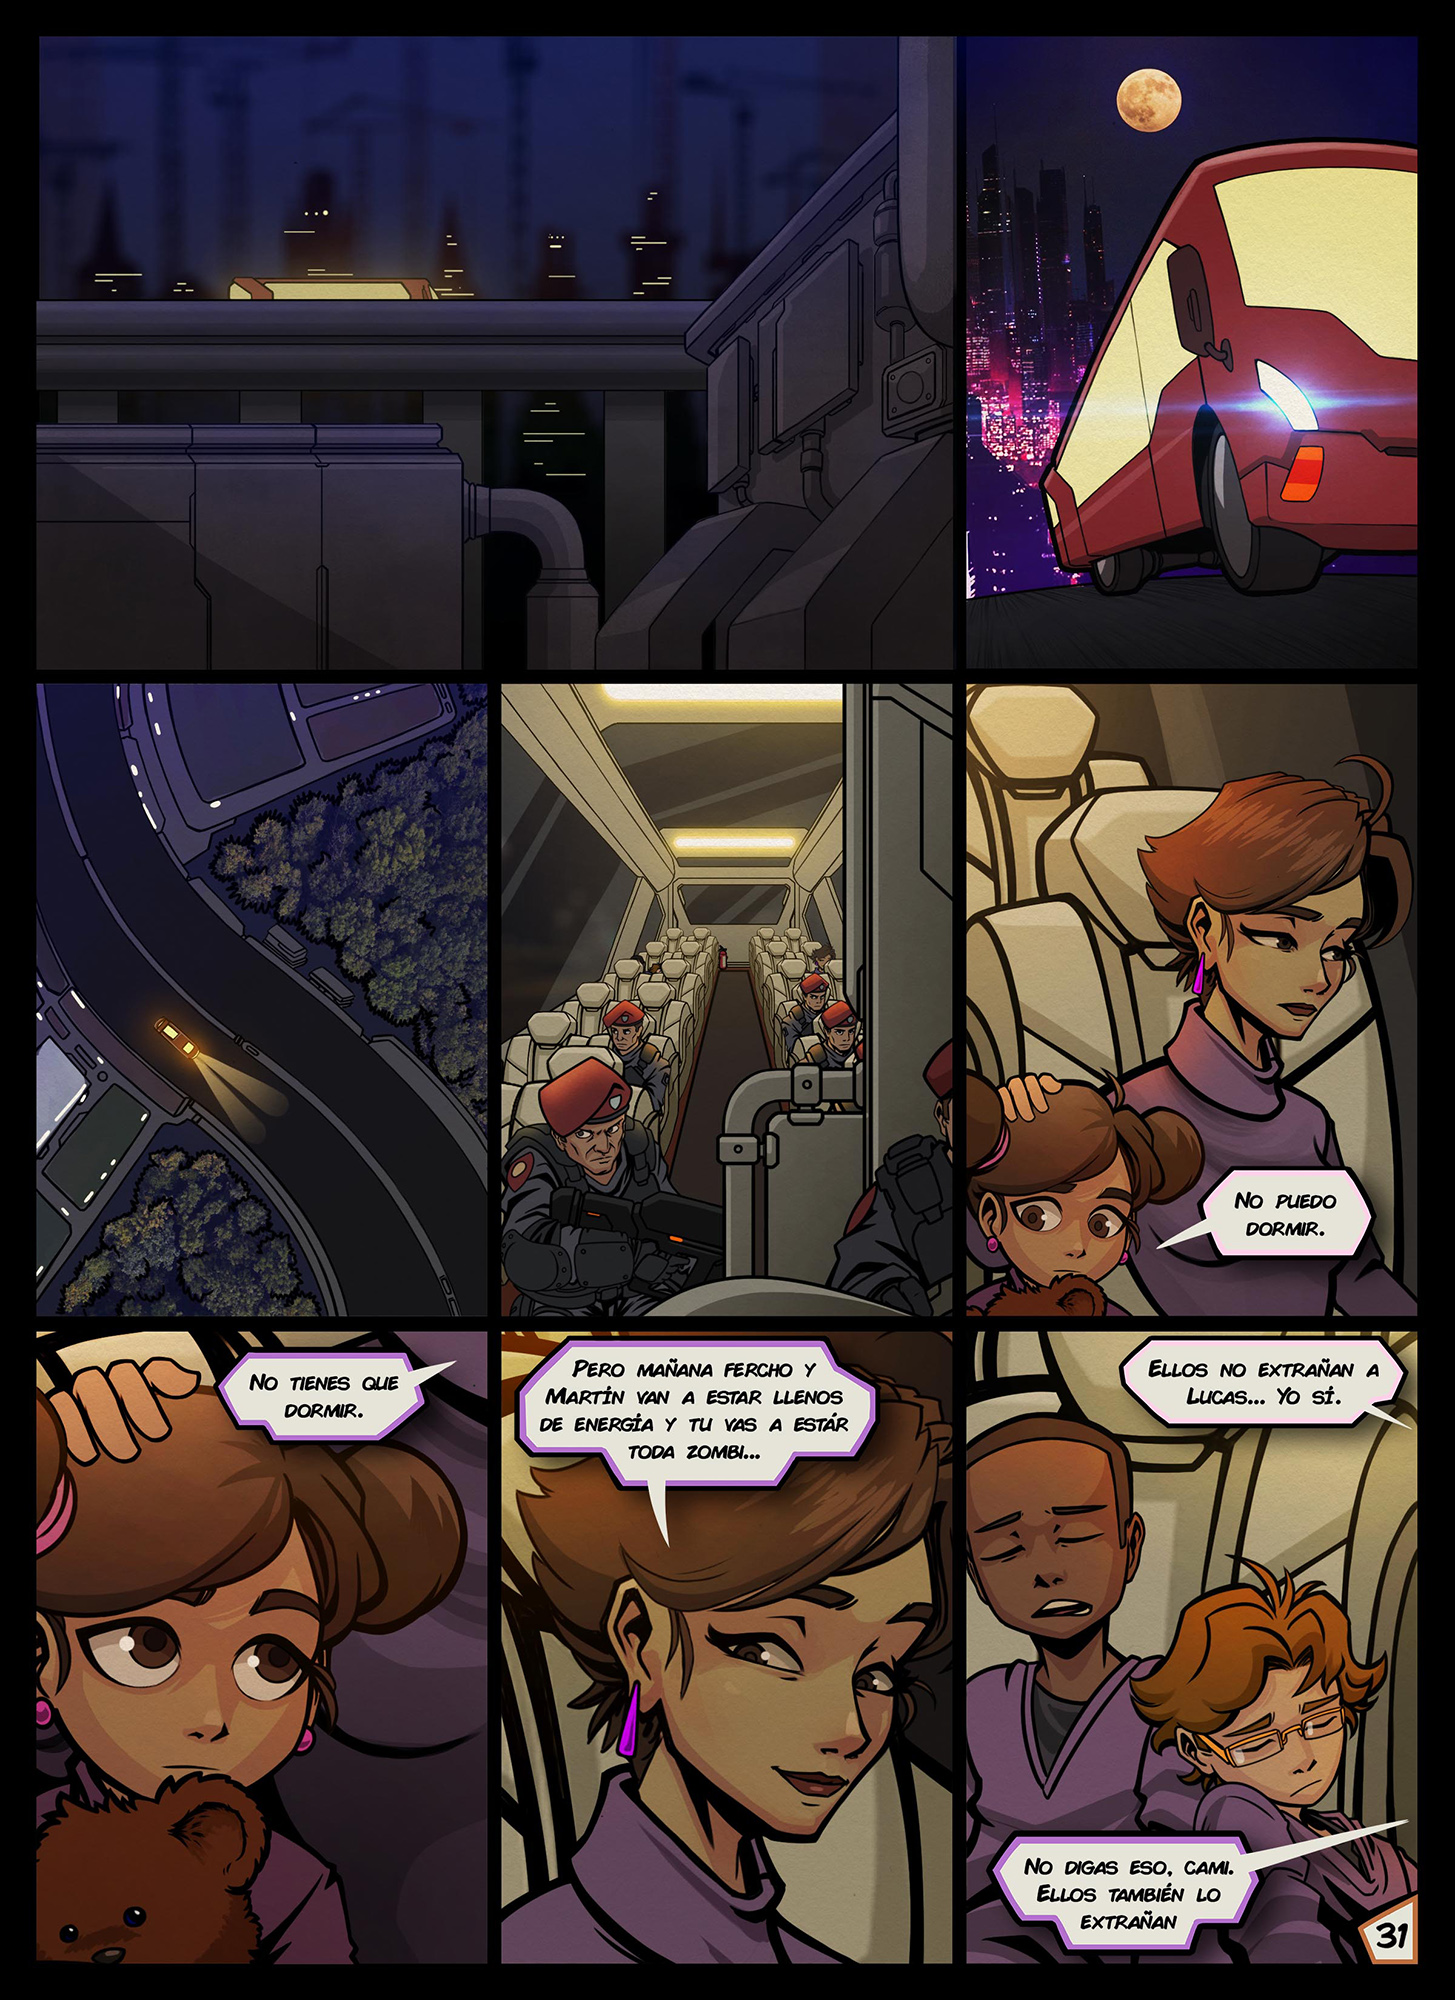 No puedo
dormir.
No tienes que
dormir.
Pero mañana Fercho y
Martín van a estar llenos
de energía y tu vas a estár
toda zombi...
Ellos no extrañan a
Lucas... Yo sí.
No digas eso, Cami.
Ellos también lo
extrañan
31